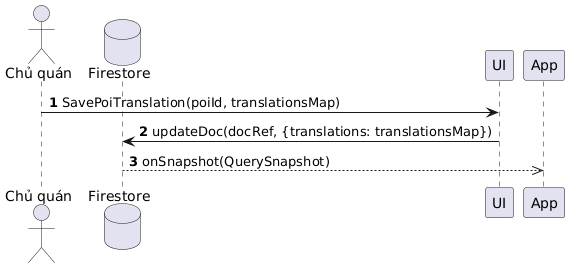 Chủ quán
Firestore
UI
App
1 SavePoiTranslation(poiId, translationsMap)
2 updateDoc(docRef, {translations: translationsMap})
3 onSnapshot(QuerySnapshot)
Chủ quán
Firestore
UI
App